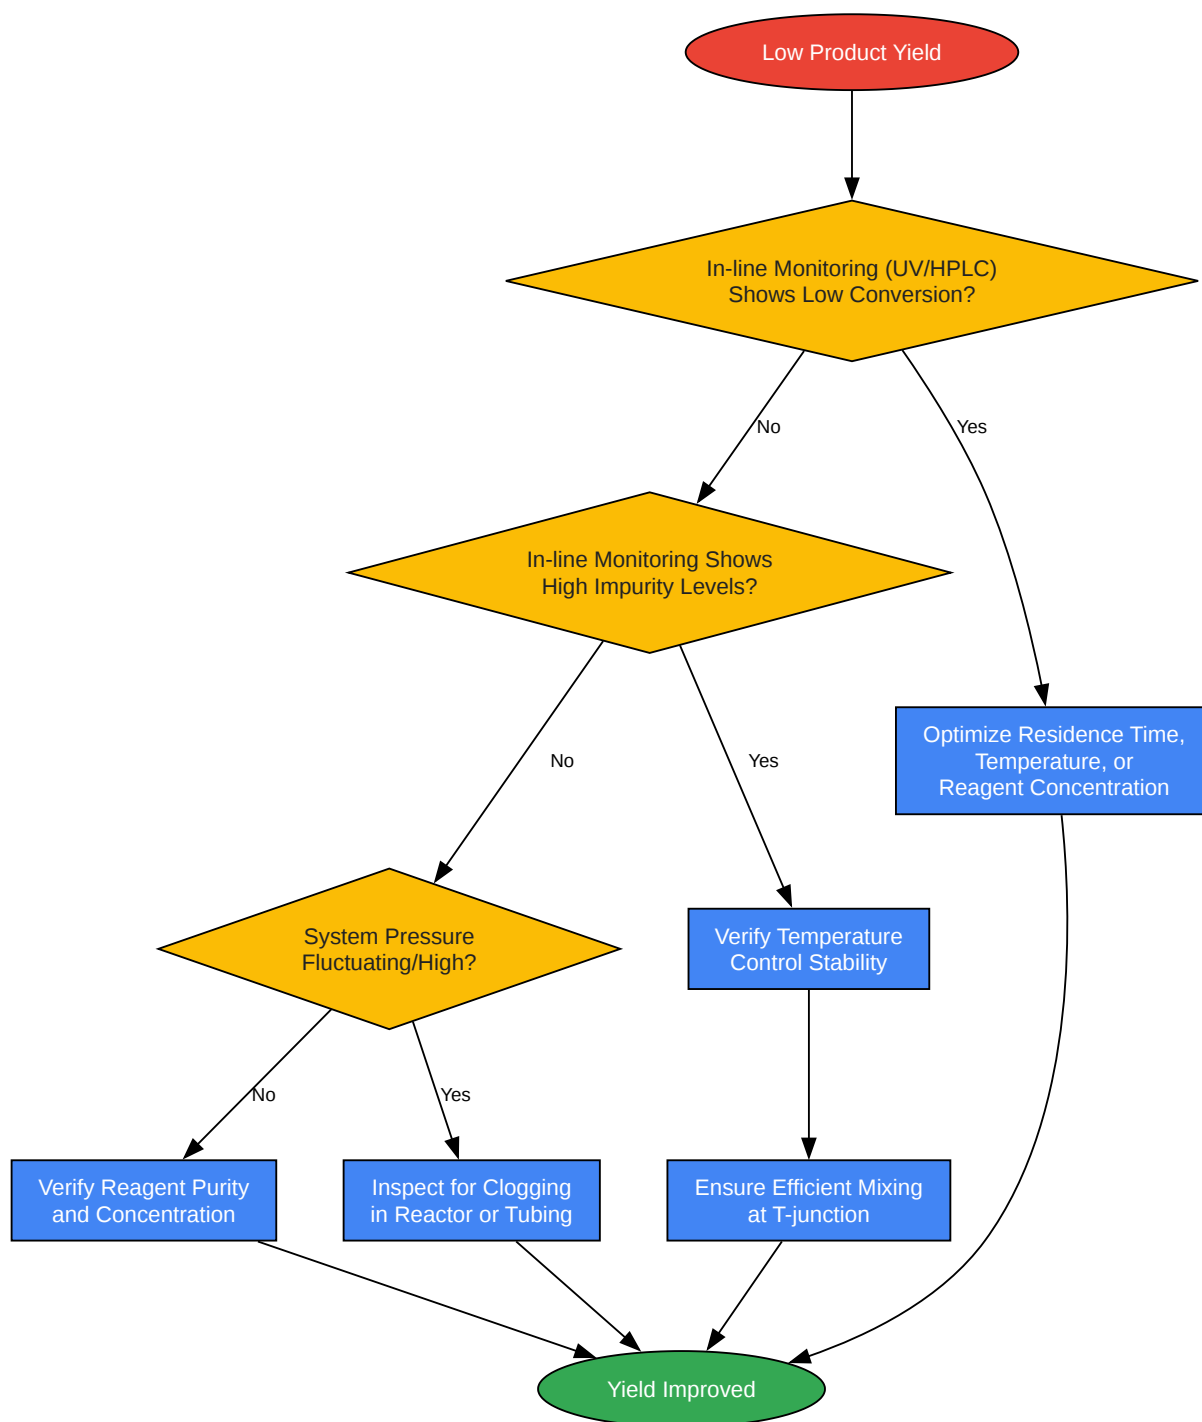 Low Product Yield
In-line Monitoring (UV/HPLC)
Shows Low Conversion?
No
Yes
In-line Monitoring Shows
High Impurity Levels?
No
Yes
Optimize Residence Time,
Temperature, or
Reagent Concentration
System Pressure
Fluctuating/High?
Verify Temperature
Control Stability
No
Yes
Verify Reagent Purity
and Concentration
Inspect for Clogging
in Reactor or Tubing
Ensure Efficient Mixing
at T-junction
Yield Improved